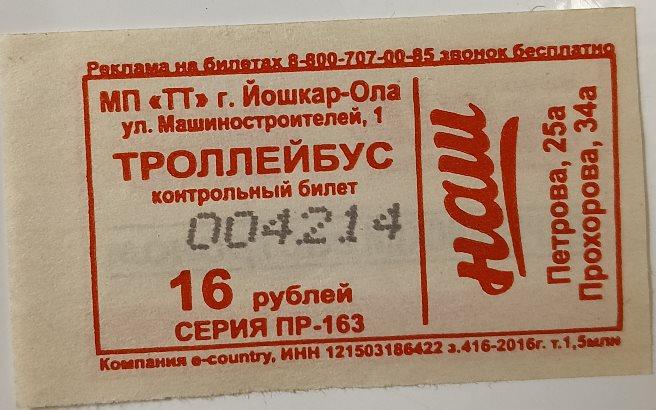 Реклама на билетах 8-800-707-00-85 звонок бесплатно
МП «ТТ» г. Йошкар-Ола
ул. Машиностроителей, 1
ТРОЛЛЕЙБУС
контрольный билет
004214
16 рублей
СЕРИЯ ПР-163
наш
Петрова, 25а
Прохорова, 34а
Компания e-country, ИНН 121503186422 з.416-2016г. т.1,5млн